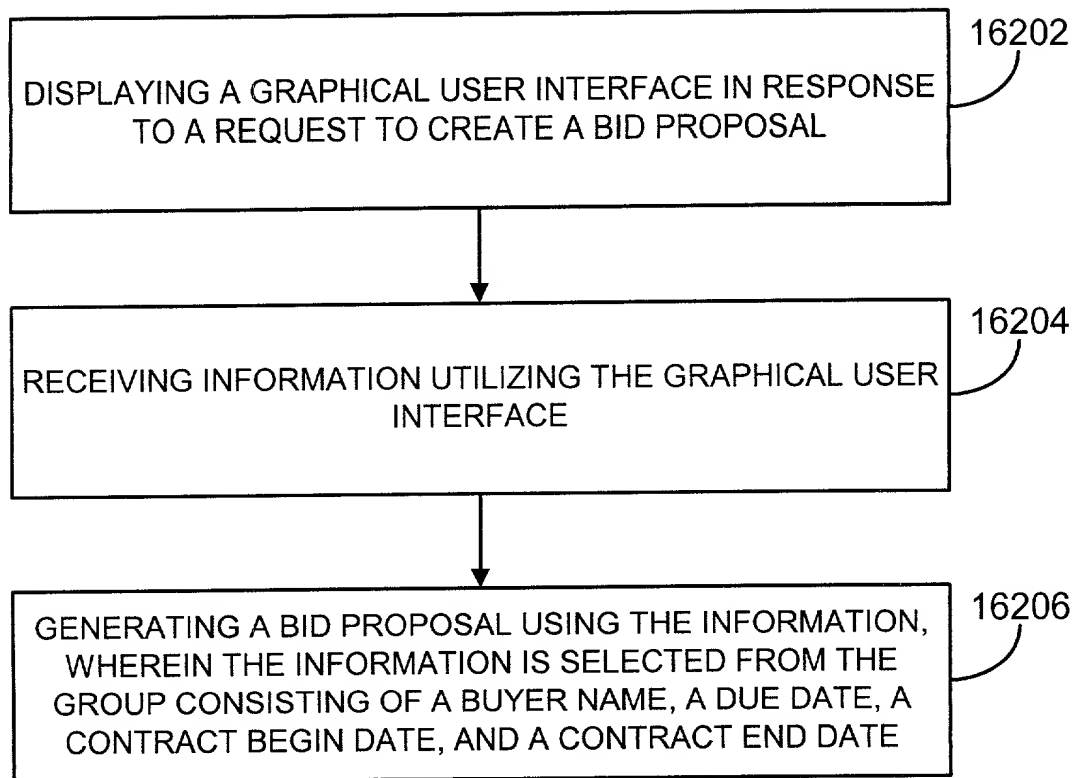 16202
DISPLAYING A GRAPHICAL USER INTERFACE IN RESPONSE
TO A REQUEST TO CREATE A BID PROPOSAL
16204
RECEIVING INFORMATION UTILIZING THE GRAPHICAL USER
INTERFACE
16206
GENERATING A BID PROPOSAL USING THE INFORMATION,
WHEREIN THE INFORMATION IS SELECTED FROM THE
GROUP CONSISTING OF A BUYER NAME, A DUE DATE, A
CONTRACT BEGIN DATE, AND A CONTRACT END DATE